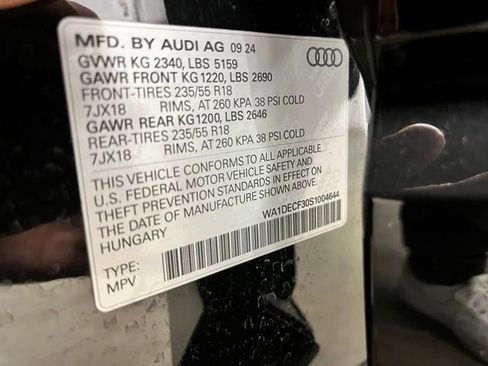 MFD. BY AUDI AG 09 24
GVWR KG 2340, LBS 5159
GAWR FRONT KG1220, LBS 2690
FRONT-TIRES 235/55 R18
7JX18 RIMS, AT 260 KPA 38 PSI COLD
GAWR REAR KG1200, LBS 2646
REAR-TIRES 235/55 R18
7JX18 RIMS, AT 260 KPA 38 PSI COLD
THIS VEHICLE CONFORMS TO ALL APPLICABLE
U.S. FEDERAL MOTOR VEHICLE SAFETY AND
THEFT PREVENTION STANDARDS IN EFFECT ON
THE DATE OF MANUFACTURE SHOWN ABOVE.
HUNGARY
WA1DECF30S1004644
TYPE:
MPV